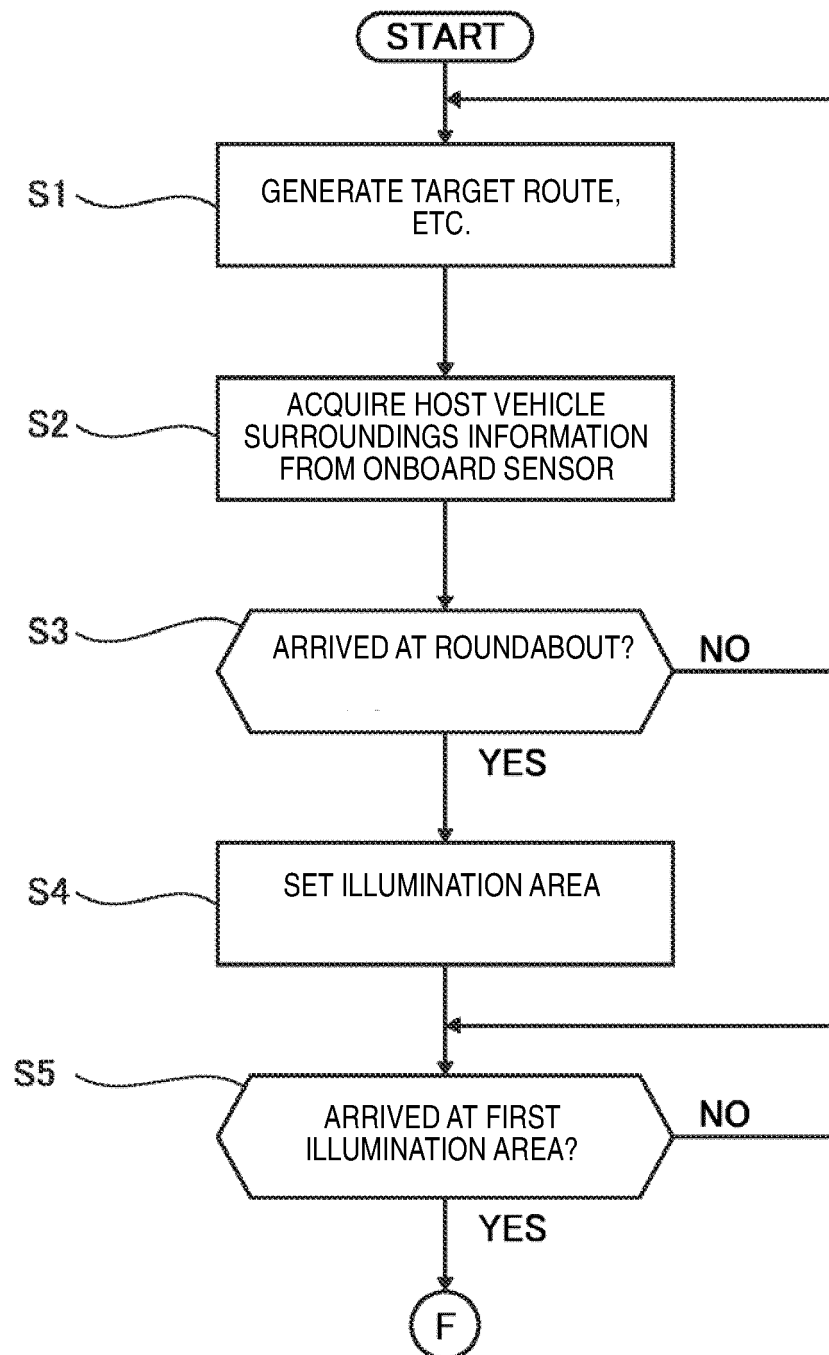 START
S1
GENERATE TARGET ROUTE,
ETC.
S2
ACQUIRE HOST VEHICLE
SURROUNDINGS INFORMATION
FROM ONBOARD SENSOR
S3
ARRIVED AT ROUNDABOUT?
NO
YES
S4
SET ILLUMINATION AREA
S5
ARRIVED AT FIRST
ILLUMINATION AREA?
NO
YES
F